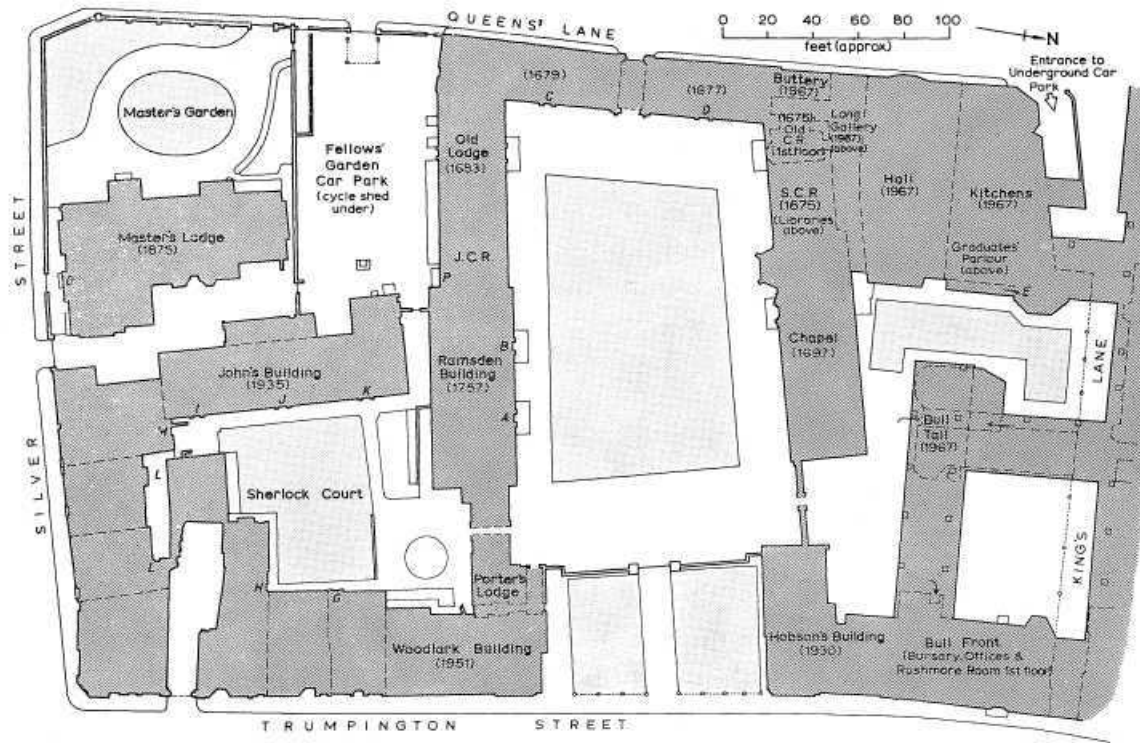 QUEENS' LANE
0 20 40 60 80 100
feet (approx)
N
Entrance to
Underground Car
Park
Master's Garden
Fellows'
Garden
Car Park
(cycle shed
under)
(1679)
C
(1677)
D
Buttery
(1967)
(1675)
Old
C.R.
1st floor
Long
Gallery
(1967)
(above)
Old
Lodge
(1693)
Hall
(1967)
Kitchens
(1967)
S.C.R.
(1675)
(Libraries
above)
STREET
Master's Lodge
(1875)
J.C.R.
P
Graduates'
Parlour
(above)
E
B
Chapel
(1697)
LANE
John's Building
(1935)
I
J
K
Ramsden
Building
(1757)
A
Bull
Tail
(1967)
SILVER
L
Sherlock Court
L
H
G
Porter's
Lodge
KING'S
Woodlark Building
(1951)
Hobson's Building
(1930)
Bull Front
(Bursary, Offices &
Rushmore Room 1st floor)
TRUMPINGTON STREET